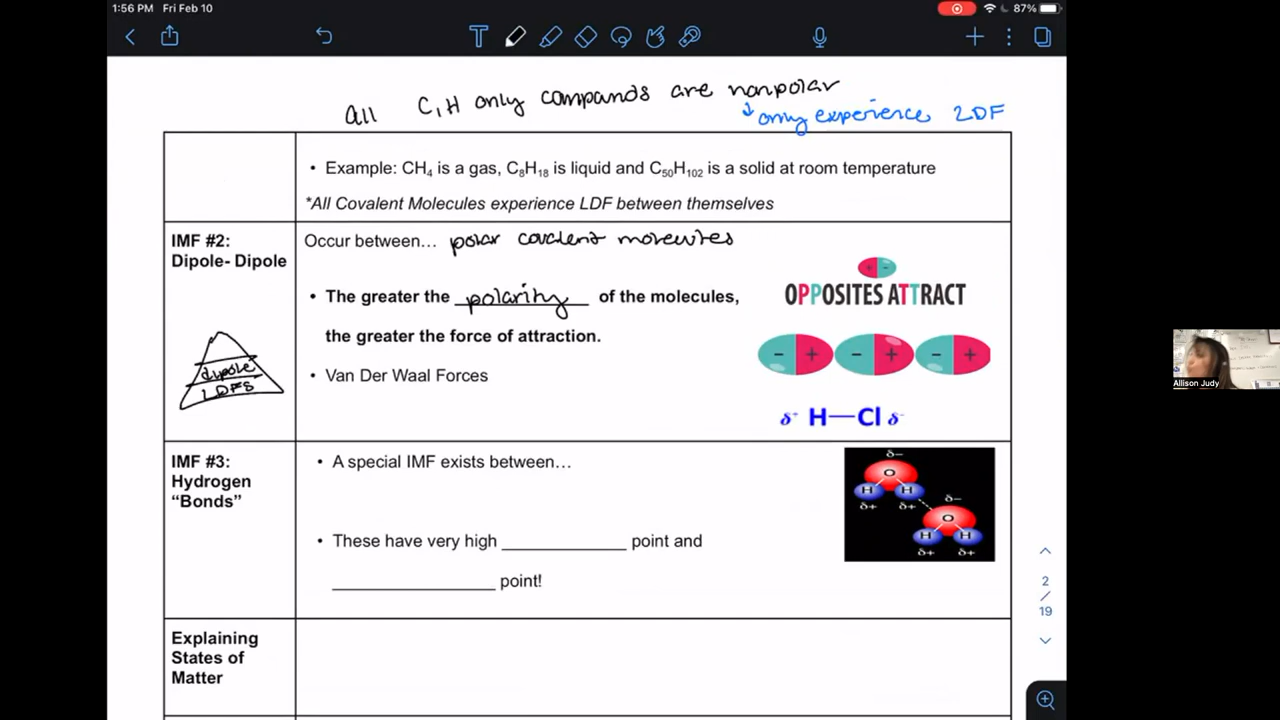 1:56 PM Fri Feb 10
87%
T
All C,H only compands are nonpolar
↓ only experience LDF
• Example: CH₄ is a gas, C₈H₁₈ is liquid and C₅₀H₁₀₂ is a solid at room temperature
*All Covalent Molecules experience LDF between themselves
IMF #2:
Dipole- Dipole
Occur between… polar covalent molecules
• The greater the polarity of the molecules,
the greater the force of attraction.
• Van Der Waal Forces
dipole
LDFs
+ -
OPPOSITES ATTRACT
- + - + - +
δ⁺ H—Cl δ⁻
IMF #3:
Hydrogen
“Bonds”
• A special IMF exists between…
• These have very high ____________ point and
________________ point!
δ−
O
H H
δ+ δ+
δ−
O
H H
δ+ δ+
Explaining
States of
Matter
2
/
19
Allison Judy